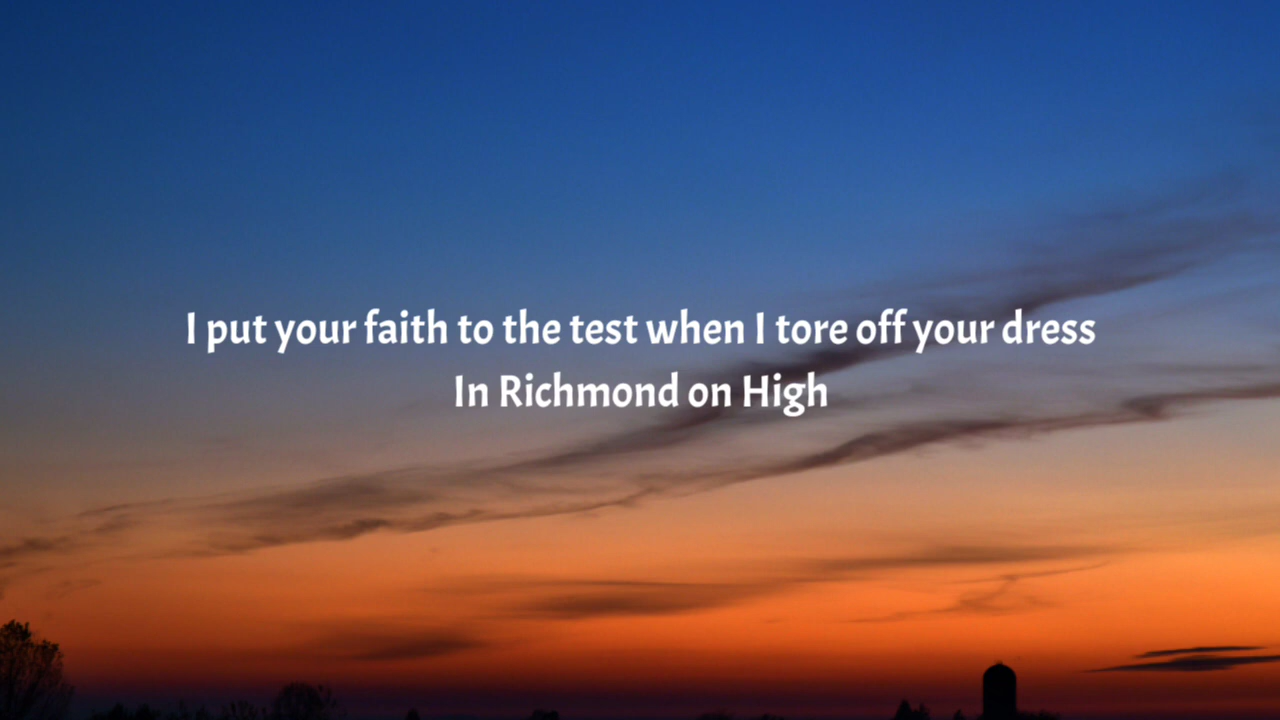 I put your faith to the test when I tore off your dress
In Richmond on High